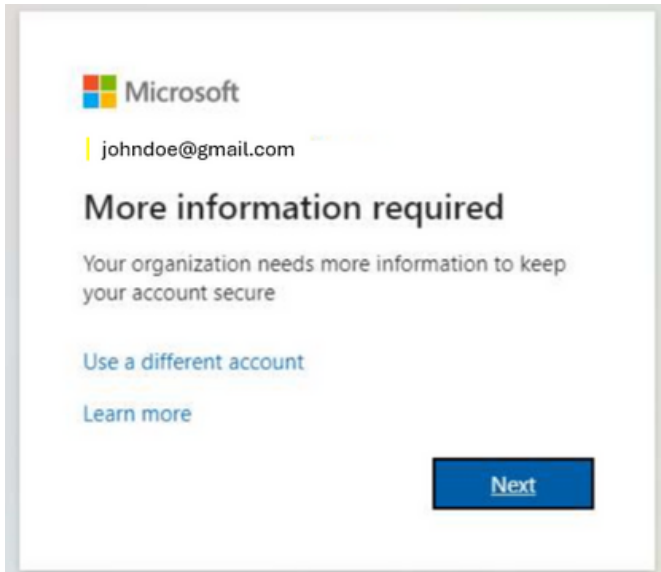 Microsoft
johndoe@gmail.com
More information required
Your organization needs more information to keep
your account secure
Use a different account
Learn more
Next